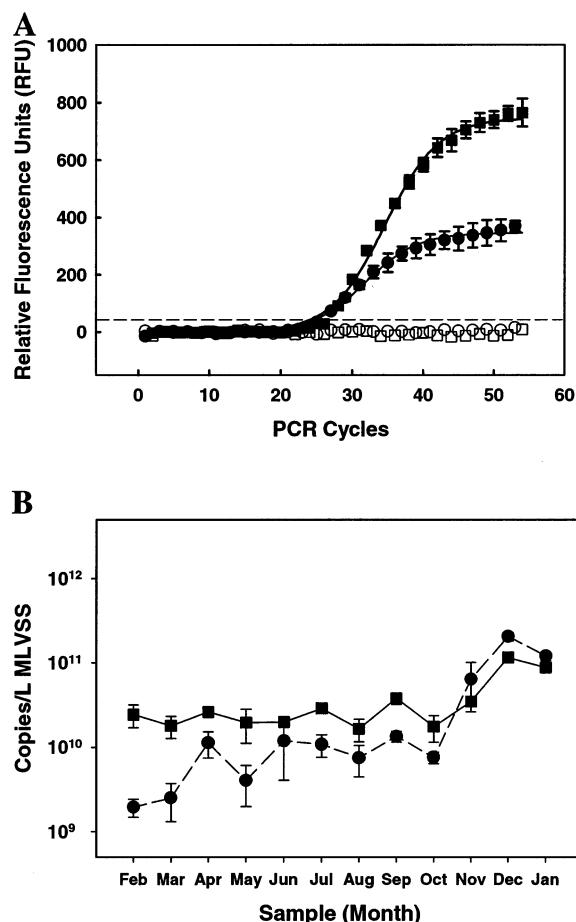 A
Relative Fluorescence Units (RFU)
1000
800
600
400
200
0
0 10 20 30 40 50 60
PCR Cycles
B
Copies/L MLVSS
10¹²
10¹¹
10¹⁰
10⁹
Feb Mar Apr May Jun Jul Aug Sep Oct Nov Dec Jan
Sample (Month)